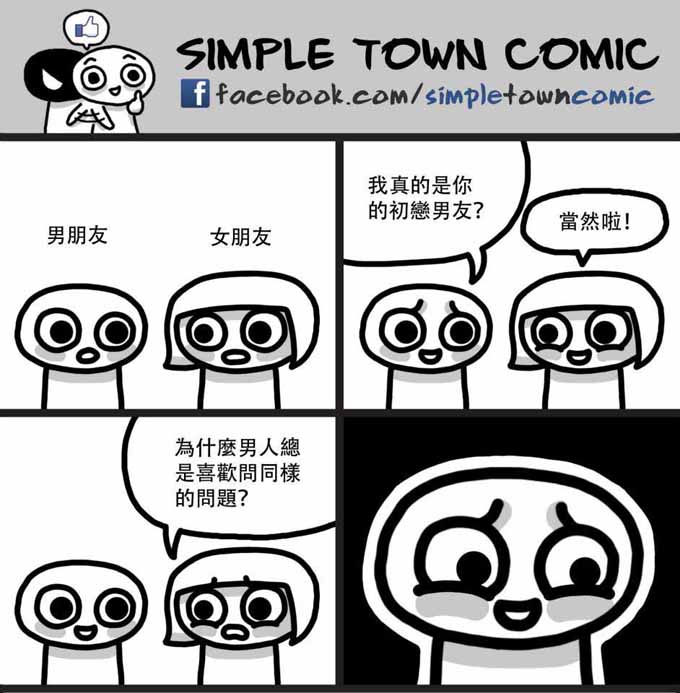 SIMPLE TOWN COMIC
f facebook.com/simpletowncomic
男朋友
女朋友
我真的是你
的初戀男友?
當然啦!
為什麼男人總
是喜歡問同樣
的問題?